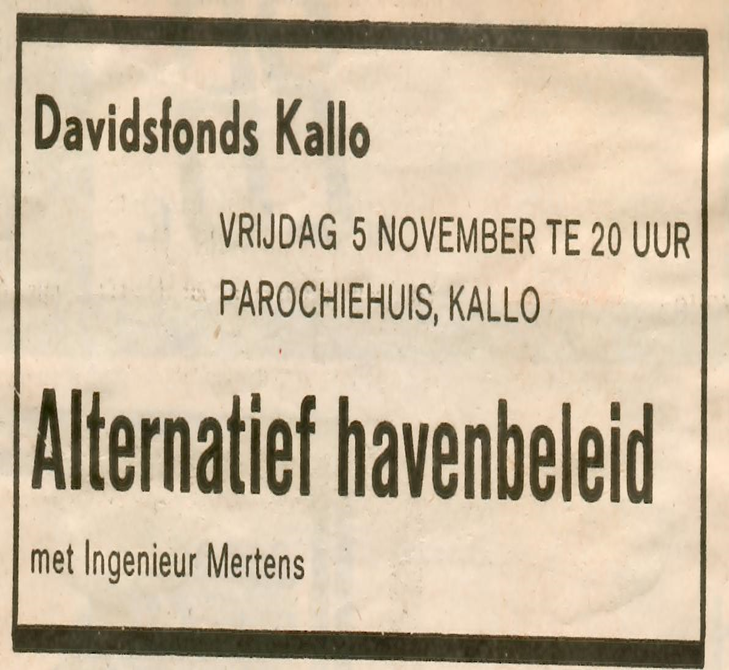 Davidsfonds Kallo
VRIJDAG 5 NOVEMBER TE 20 UUR
PAROCHIEHUIS, KALLO
Alternatief havenbeleid
met Ingenieur Mertens